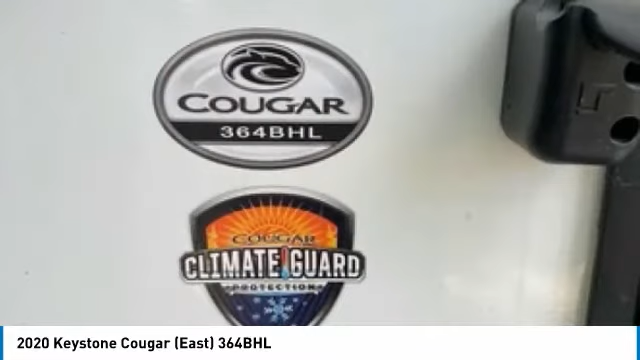 COUGAR
364BHL
COUGAR
CLIMATE GUARD
PROTECTION
2020 Keystone Cougar (East) 364BHL